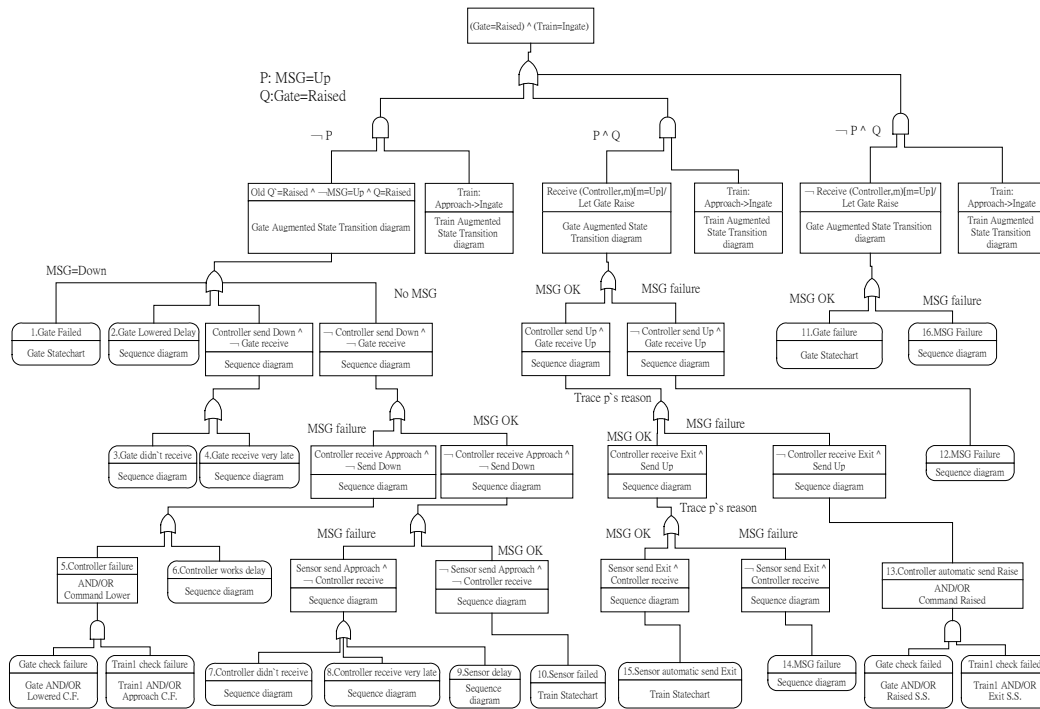 (Gate=Raised) ^ (Train=Ingate)
P: MSG=Up
Q:Gate=Raised
¬ P
P ^ Q
¬ P ^ Q
Old Q`=Raised ^ ¬MSG=Up ^ Q=Raised
Gate Augmented State Transition diagram
Train:
Approach->Ingate
Train Augmented
State Transition
diagram
Receive (Controller,m)[m=Up]/
Let Gate Raise
Gate Augmented State
Transition diagram
Train:
Approach->Ingate
Train Augmented
State Transition
diagram
¬ Receive (Controller,m)[m=Up]/
Let Gate Raise
Gate Augmented State Transition
diagram
Train:
Approach->Ingate
Train Augmented
State Transition
diagram
MSG=Down
No MSG
MSG OK
MSG failure
MSG OK
MSG failure
1.Gate Failed
Gate Statechart
2.Gate Lowered Delay
Sequence diagram
Controller send Down ^
¬ Gate receive
Sequence diagram
¬ Controller send Down ^
¬ Gate receive
Sequence diagram
Controller send Up ^
Gate receive Up
Sequence diagram
¬ Controller send Up ^
Gate receive Up
Sequence diagram
11.Gate failure
Gate Statechart
16.MSG Failure
Sequence diagram
Trace p`s reason
MSG failure
MSG OK
MSG OK
MSG failure
3.Gate didn`t receive
Sequence diagram
4.Gate receive very late
Sequence diagram
Controller receive Approach ^
¬ Send Down
Sequence diagram
¬ Controller receive Approach ^
¬ Send Down
Sequence diagram
Controller receive Exit ^
Send Up
Sequence diagram
¬ Controller receive Exit ^
Send Up
Sequence diagram
12.MSG Failure
Sequence diagram
Trace p`s reason
MSG failure
MSG OK
MSG OK
MSG failure
5.Controller failure
AND/OR
Command Lower
6.Controller works delay
Sequence diagram
Sensor send Approach ^
¬ Controller receive
Sequence diagram
¬ Sensor send Approach ^
¬ Controller receive
Sequence diagram
Sensor send Exit ^
Controller receive
Sequence diagram
¬ Sensor send Exit ^
Controller receive
Sequence diagram
13.Controller automatic send Raise
AND/OR
Command Raised
Gate check failure
Gate AND/OR
Lowered C.F.
Train1 check failure
Train1 AND/OR
Approach C.F.
7.Controller didn`t receive
Sequence diagram
8.Controller receive very late
Sequence diagram
9.Sensor delay
Sequence
diagram
10.Sensor failed
Train Statechart
15.Sensor automatic send Exit
Train Statechart
14.MSG failure
Sequence diagram
Gate check failed
Gate AND/OR
Raised S.S.
Train1 check failed
Train1 AND/OR
Exit S.S.